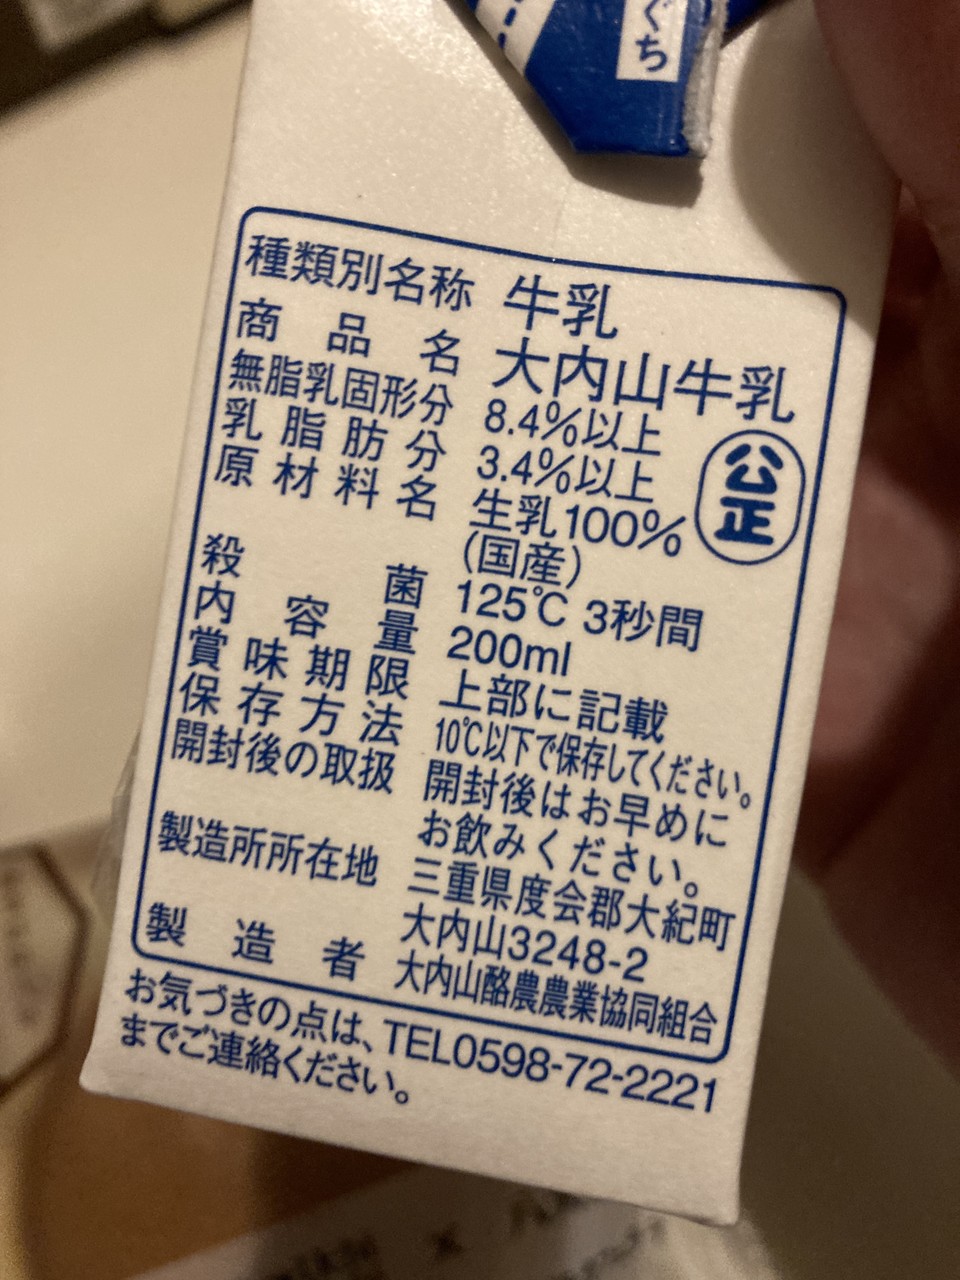 ぐち
種類別名称 牛乳
商品名 大内山牛乳
無脂乳固形分 8.4%以上
乳脂肪分 3.4%以上
公正
原材料名 生乳100%
(国産)
殺菌 125℃ 3秒間
内容量 200ml
賞味期限 上部に記載
保存方法 10℃以下で保存してください。
開封後の取扱 開封後はお早めに
お飲みください。
製造所所在地 三重県度会郡大紀町
大内山3248-2
製造者 大内山酪農農業協同組合
お気づきの点は、TEL0598-72-2221
までご連絡ください。